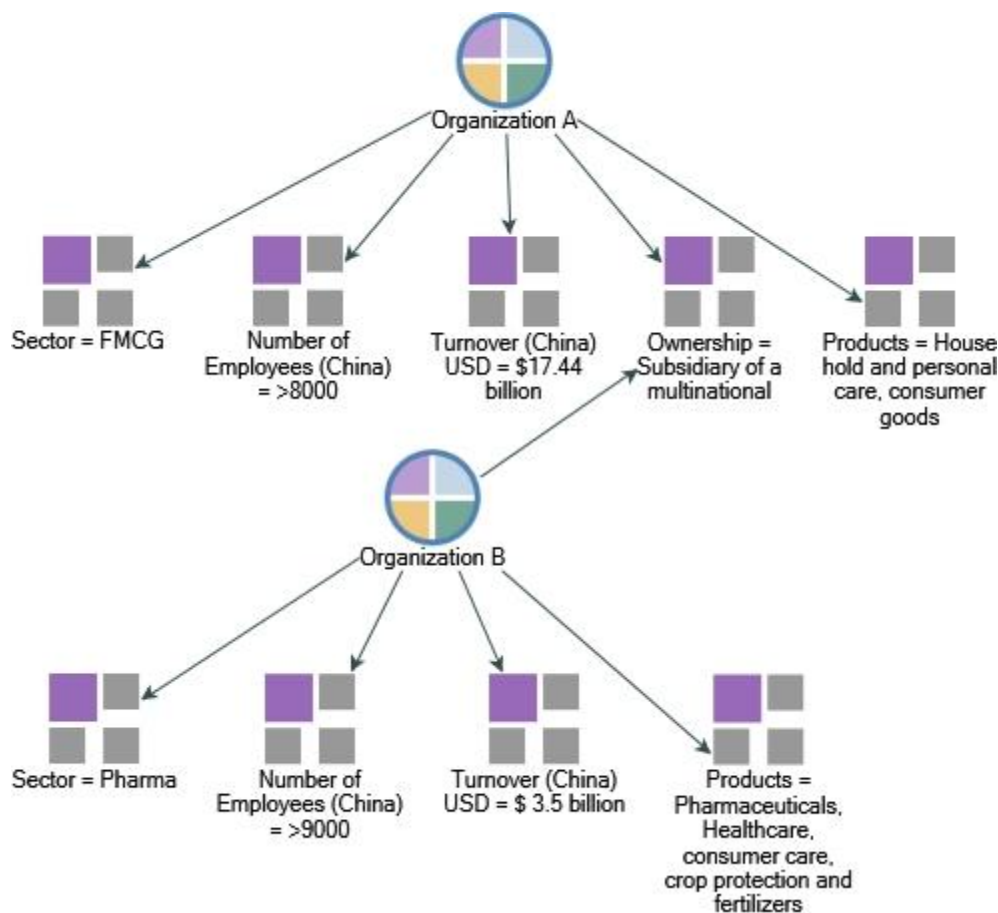 Organization A
Sector = FMCG
Number of
Employees (China)
= >8000
Turnover (China)
USD = $17.44
billion
Ownership =
Subsidiary of a
multinational
Products = House
hold and personal
care, consumer
goods
Organization B
Sector = Pharma
Number of
Employees (China)
= >9000
Turnover (China)
USD = $ 3.5 billion
Products =
Pharmaceuticals,
Healthcare,
consumer care,
crop protection and
fertilizers